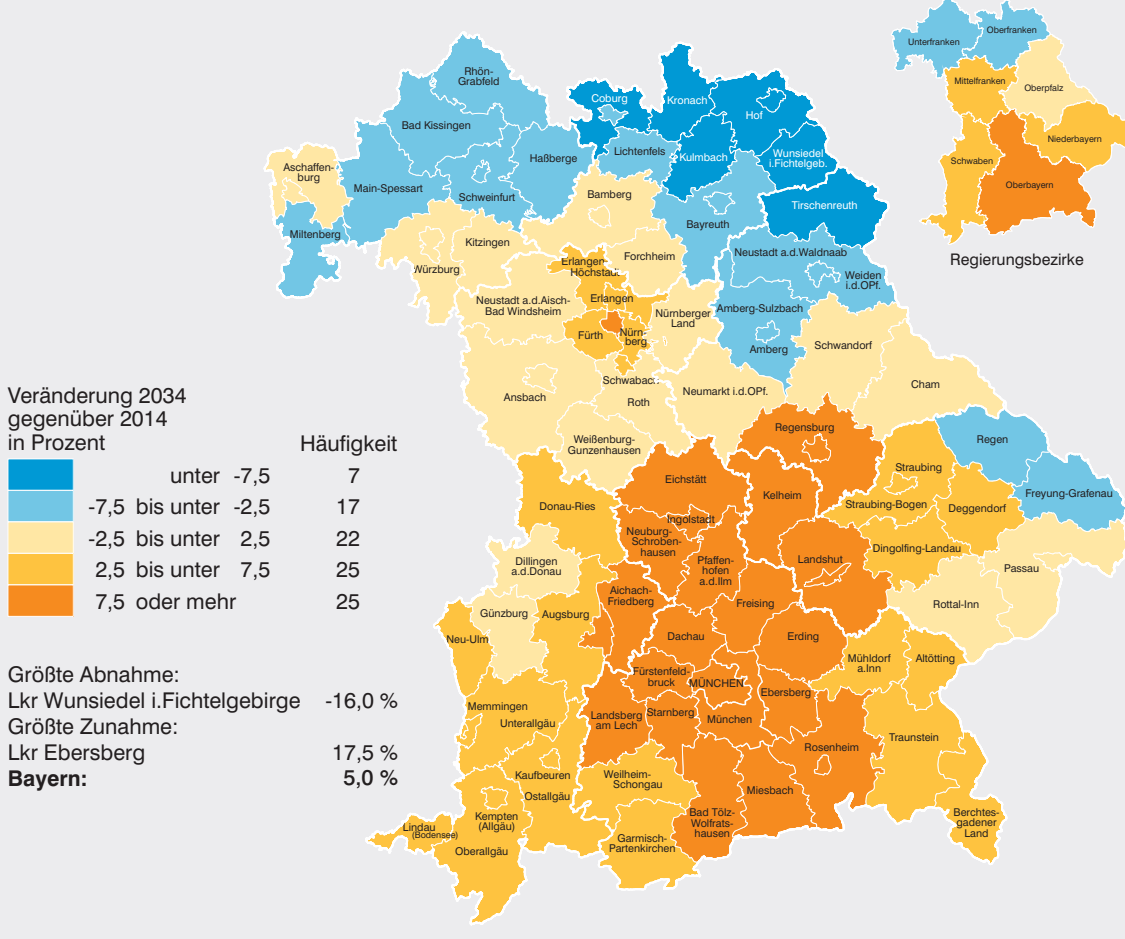 Unterfranken
Oberfranken
Mittelfranken
Oberpfalz
Niederbayern
Schwaben
Oberbayern
Regierungsbezirke
Rhön-
Grabfeld
Coburg
Kronach
Hof
Bad Kissingen
Lichtenfels
Kulmbach
Wunsiedel
i.Fichtelgeb.
Haßberge
Aschaffen-
burg
Main-Spessart
Schweinfurt
Bamberg
Tirschenreuth
Miltenberg
Bayreuth
Kitzingen
Würzburg
Erlangen-
Höchstadt
Forchheim
Neustadt a.d.Waldnaab
Weiden
i.d.OPf.
Neustadt a.d.Aisch-
Bad Windsheim
Erlangen
Nürnberger
Land
Amberg-Sulzbach
Fürth
Nürn-
berg
Amberg
Schwandorf
Schwabach
Neumarkt i.d.OPf.
Cham
Ansbach
Roth
Weißenburg-
Gunzenhausen
Regensburg
Regen
Eichstätt
Kelheim
Straubing
Freyung-Grafenau
Donau-Ries
Straubing-Bogen
Deggendorf
Ingolstadt
Neuburg-
Schroben-
hausen
Dingolfing-Landau
Dillingen
a.d.Donau
Pfaffen-
hofen
a.d.Ilm
Landshut
Passau
Aichach-
Friedberg
Freising
Rottal-Inn
Günzburg
Augsburg
Neu-Ulm
Dachau
Erding
Mühldorf
a.Inn
Altötting
Fürstenfeld-
bruck
MÜNCHEN
Ebersberg
Memmingen
Unterallgäu
Landsberg
am Lech
Starnberg
München
Rosenheim
Traunstein
Kaufbeuren
Ostallgäu
Weilheim-
Schongau
Miesbach
Kempten
(Allgäu)
Bad Tölz-
Wolfrats-
hausen
Berchtes-
gadener
Land
Lindau
(Bodensee)
Oberallgäu
Garmisch-
Partenkirchen
Veränderung 2034
gegenüber 2014
in Prozent Häufigkeit
unter -7,5 7
-7,5 bis unter -2,5 17
-2,5 bis unter 2,5 22
2,5 bis unter 7,5 25
7,5 oder mehr 25
Größte Abnahme:
Lkr Wunsiedel i.Fichtelgebirge -16,0 %
Größte Zunahme:
Lkr Ebersberg 17,5 %
Bayern: 5,0 %